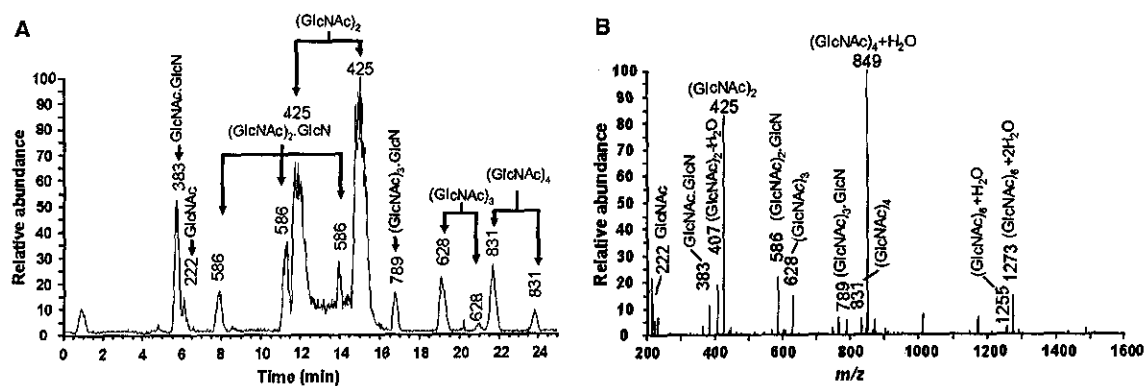 A
(GlcNAc)2
425
383 GlcNAc.GlcN
425
(GlcNAc)2.GlcN
222 GlcNAc
586
586
586
789 (GlcNAc)3.GlcN
(GlcNAc)3
(GlcNAc)4
628
628
831
831
Relative abundance
100
90
80
70
60
50
40
30
20
10
0
0 2 4 6 8 10 12 14 16 18 20 22 24
Time (min)
B
(GlcNAc)4+H2O
849
(GlcNAc)2
425
222 GlcNAc
GlcNAc.GlcN
383
407 (GlcNAc)2-H2O
586 (GlcNAc)2.GlcN
628 (GlcNAc)3
789 (GlcNAc)3.GlcN
831 (GlcNAc)4
(GlcNAc)6+H2O
1255
1273 (GlcNAc)6+2H2O
Relative abundance
100
90
80
70
60
50
40
30
20
10
0
200 400 600 800 1000 1200 1400 1600
m/z